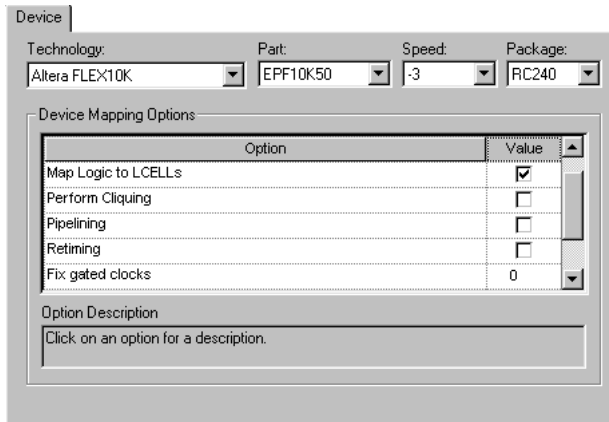 Device
Technology: Part: Speed: Package:
Altera FLEX10K EPF10K50 -3 RC240
Device Mapping Options
Option Value
Map Logic to LCELLs
Perform Cliquing
Pipelining
Retiming
Fix gated clocks 0
Option Description
Click on an option for a description.